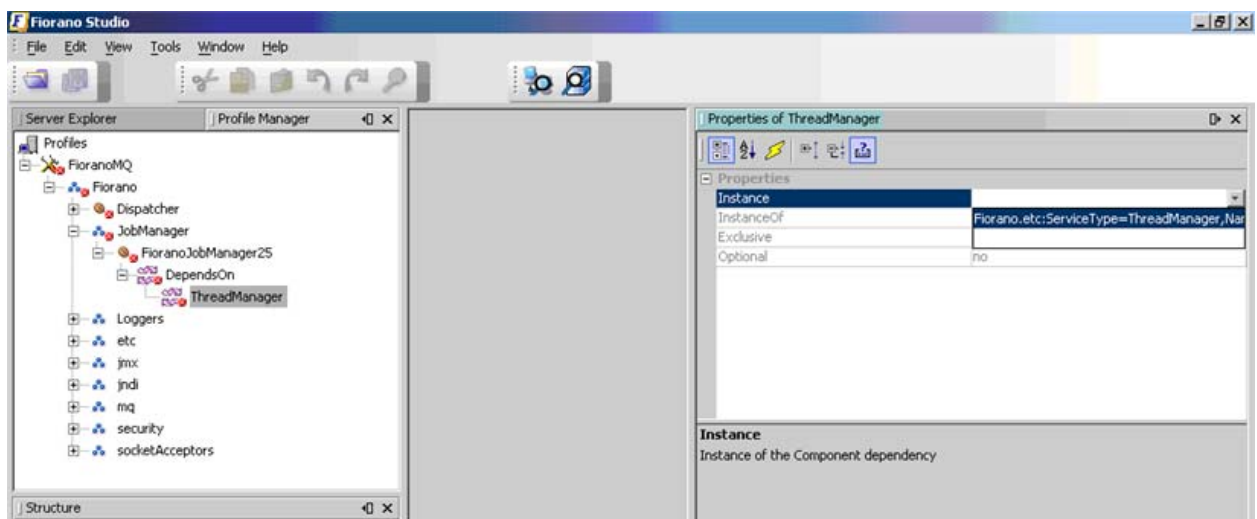 Fiorano Studio
File Edit View Tools Window Help
Server Explorer
Profile Manager
Profiles
FioranoMQ
Fiorano
Dispatcher
JobManager
FioranoJobManager25
DependsOn
ThreadManager
Loggers
etc
jmx
jndi
mq
security
socketAcceptors
Structure
Properties of ThreadManager
Properties
Instance
InstanceOf Fiorano.etc:ServiceType=ThreadManager,Nar
Exclusive
Optional no
Instance
Instance of the Component dependency